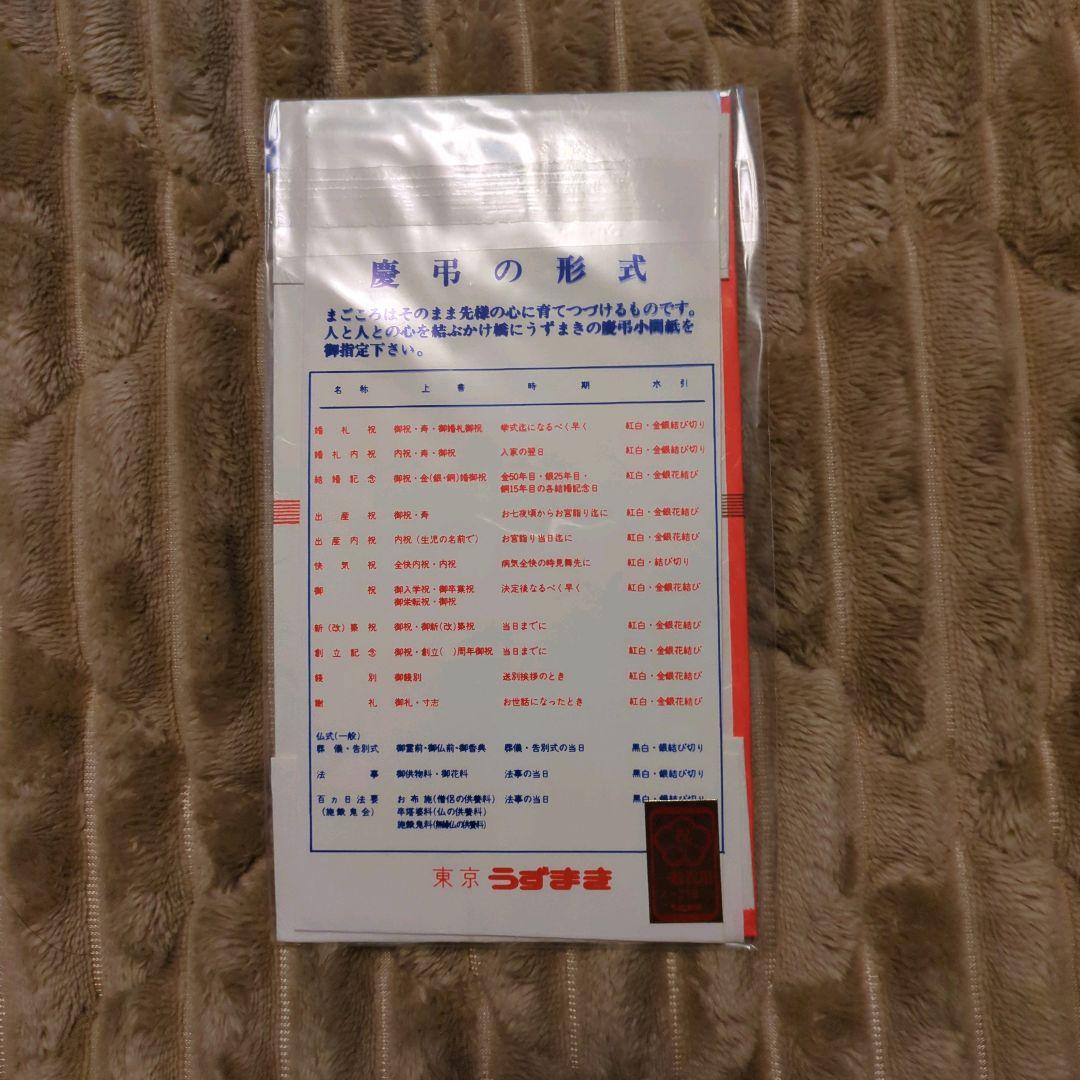 慶弔の形式
まごころはそのまま先様の心に育てつづけるものです。
人と人との心を結ぶかけ橋にうずまきの慶弔小間紙を
御指定下さい。
名称 上書 時期 水引
婚礼祝 御祝・寿・御婚礼御祝 挙式迄になるべく早く 紅白・金銀結び切り
婚礼内祝 内祝・寿・御祝 入家の翌日 紅白・金銀結び切り
結婚記念 御祝・金(銀・銅)婚御祝 金50年目・銀25年目・ 紅白・金銀花結び
銅15年目の各結婚記念日
出産祝 御祝・寿 お七夜頃からお宮詣り迄に 紅白・金銀花結び
出産内祝 内祝(生児の名前で) お宮詣り当日迄に 紅白・金銀花結び
快気祝 全快内祝・内祝 病気全快の時見舞先に 紅白・結び切り
御祝 御入学祝・御卒業祝 決定後なるべく早く 紅白・金銀花結び
御栄転祝・御祝
新(改)築祝 御祝・御新(改)築祝 当日までに 紅白・金銀花結び
創立記念 御祝・創立( )周年御祝 当日までに 紅白・金銀花結び
餞別 御餞別 送別挨拶のとき 紅白・金銀花結び
謝礼 御礼・寸志 お世話になったとき 紅白・金銀花結び
仏式(一般)
葬儀・告別式 御霊前・御仏前・御香典 葬儀・告別式の当日 黒白・銀結び切り
法事 御供物料・御花料 法事の当日 黒白・銀結び切り
百ヵ日法要 お布施(僧侶の供養料) 法事の当日 黒白・銀結び切り
(施餓鬼会) 卒塔婆料(仏の供養料)
施餓鬼料(無縁仏の供養料)
東京 うずまき